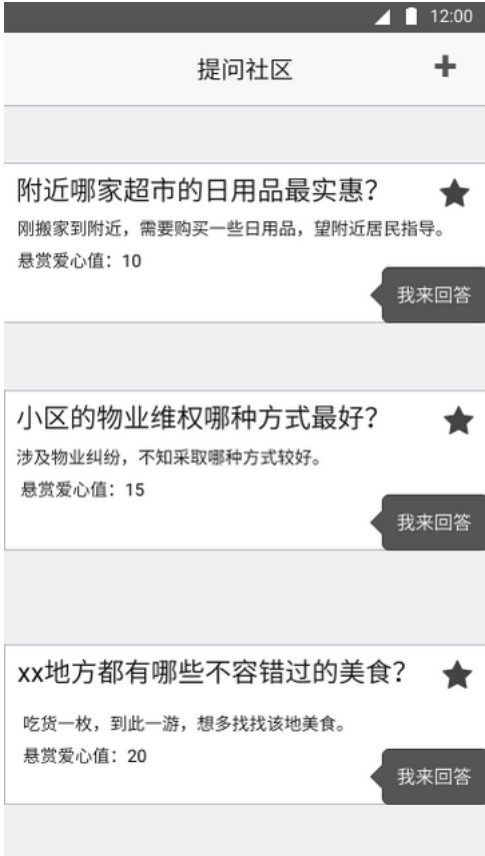 12:00
提问社区
附近哪家超市的日用品最实惠？
刚搬家到附近，需要购买一些日用品，望附近居民指导。
悬赏爱心值：10
我来回答
小区的物业维权哪种方式最好？
涉及物业纠纷，不知采取哪种方式较好。
悬赏爱心值：15
我来回答
xx地方都有哪些不容错过的美食？
吃货一枚，到此一游，想多找找该地美食。
悬赏爱心值：20
我来回答